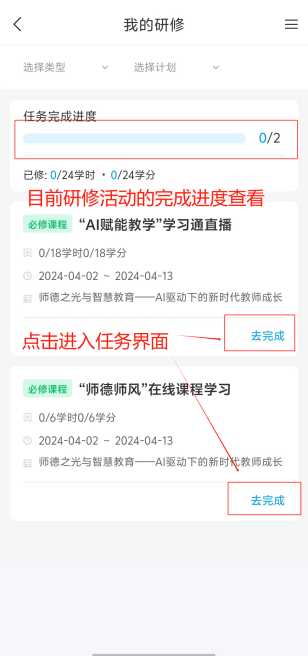 我的研修
选择类型 选择计划
任务完成进度
0/2
已修: 0/24学时 • 0/24学分
目前研修活动的完成进度查看
必修课程 “AI赋能教学”学习通直播
0/18学时0/18学分
2024-04-02 ~ 2024-04-13
师德之光与智慧教育——AI驱动下的新时代教师成长
点击进入任务界面
去完成
必修课程 “师德师风”在线课程学习
0/6学时0/6学分
2024-04-02 ~ 2024-04-13
师德之光与智慧教育——AI驱动下的新时代教师成长
去完成